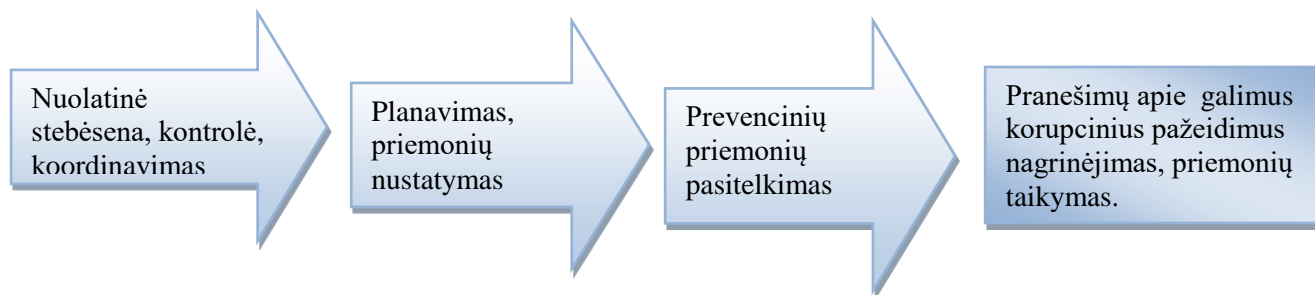 Nuolatinė
stebėsena, kontrolė,
koordinavimas
Planavimas,
priemonių
nustatymas
Prevencinių
priemonių
pasitelkimas
Pranešimų apie galimus
korupcinius pažeidimus
nagrinėjimas, priemonių
taikymas.